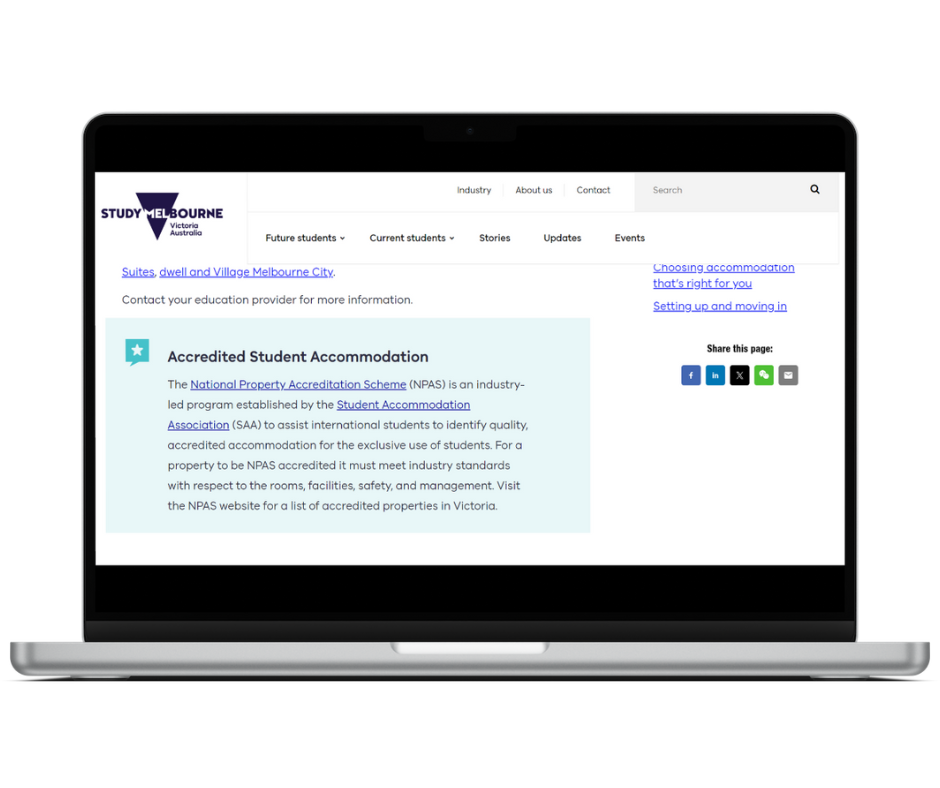 Industry
About us
Contact
Search
STUDY MELBOURNE
Victoria
Australia
Future students
Current students
Stories
Updates
Events
Suites, dwell and Village Melbourne City.
Contact your education provider for more information.
Accredited Student Accommodation
The National Property Accreditation Scheme (NPAS) is an industry-
led program established by the Student Accommodation
Association (SAA) to assist international students to identify quality,
accredited accommodation for the exclusive use of students. For a
property to be NPAS accredited it must meet industry standards
with respect to the rooms, facilities, safety, and management. Visit
the NPAS website for a list of accredited properties in Victoria.
Choosing accommodation
that's right for you
Setting up and moving in
Share this page:
f
in
X